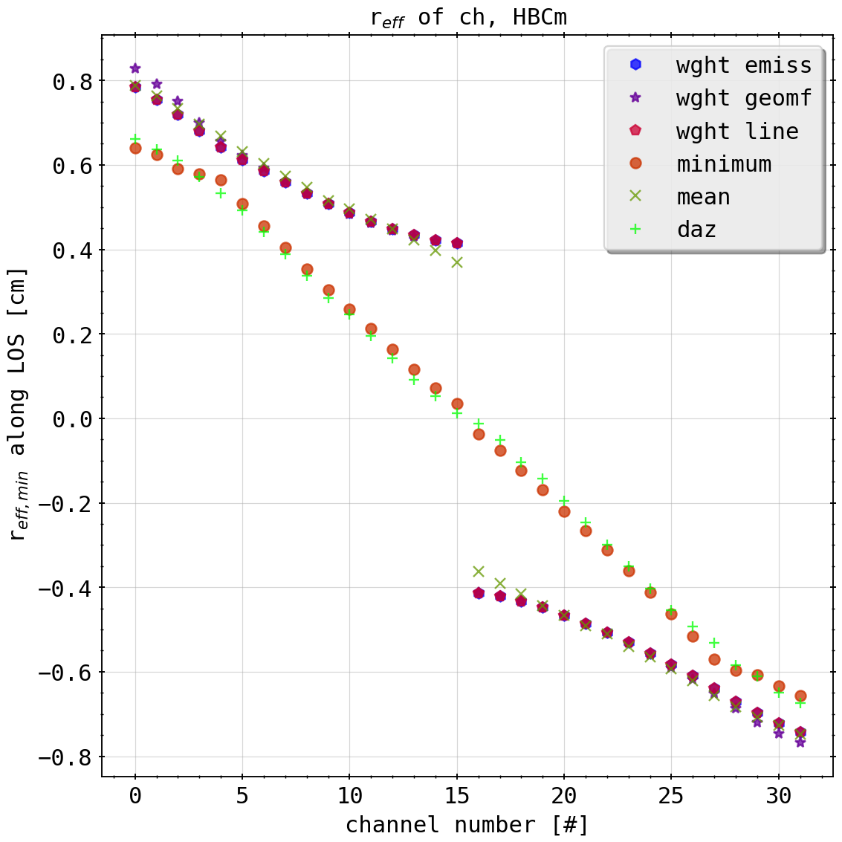 r_eff of ch, HBCm
wght emiss
wght geomf
wght line
minimum
mean
daz
r_eff,min along LOS [cm]
0.8
0.6
0.4
0.2
0.0
−0.2
−0.4
−0.6
−0.8
0 5 10 15 20 25 30
channel number [#]